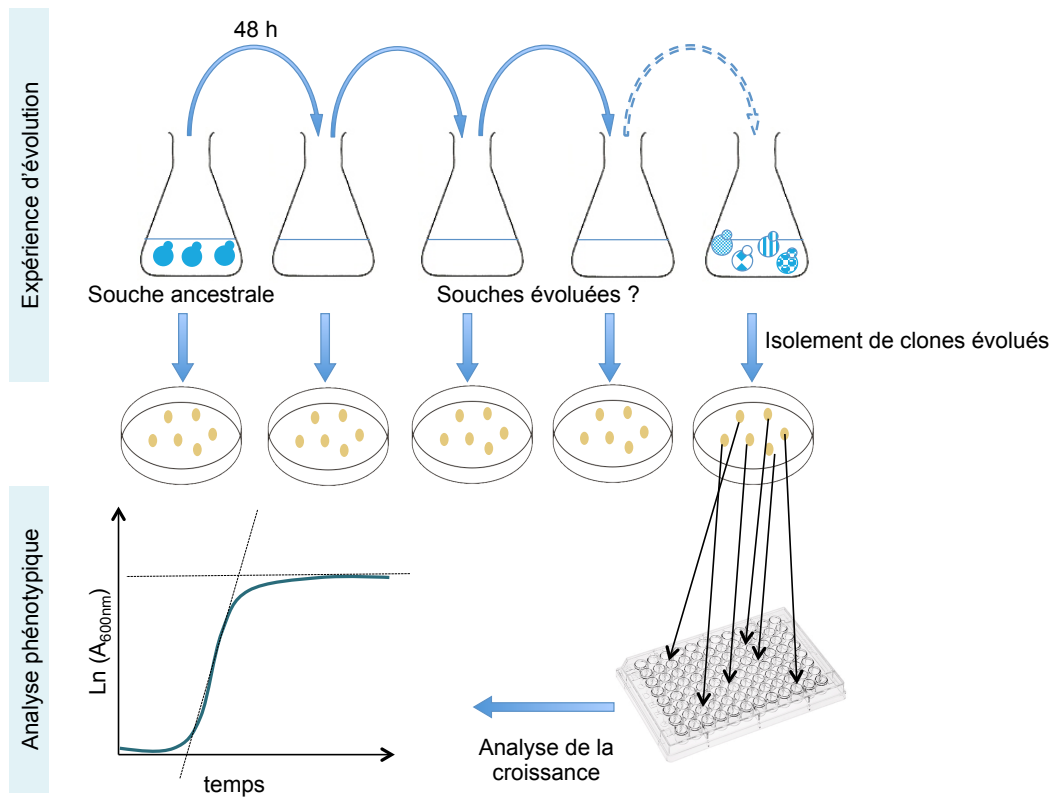 Expérience d'évolution
48 h
Souche ancestrale
Souches évoluées ?
Isolement de clones évolués
Analyse phénotypique
Ln (A600nm)
temps
Analyse de la
croissance